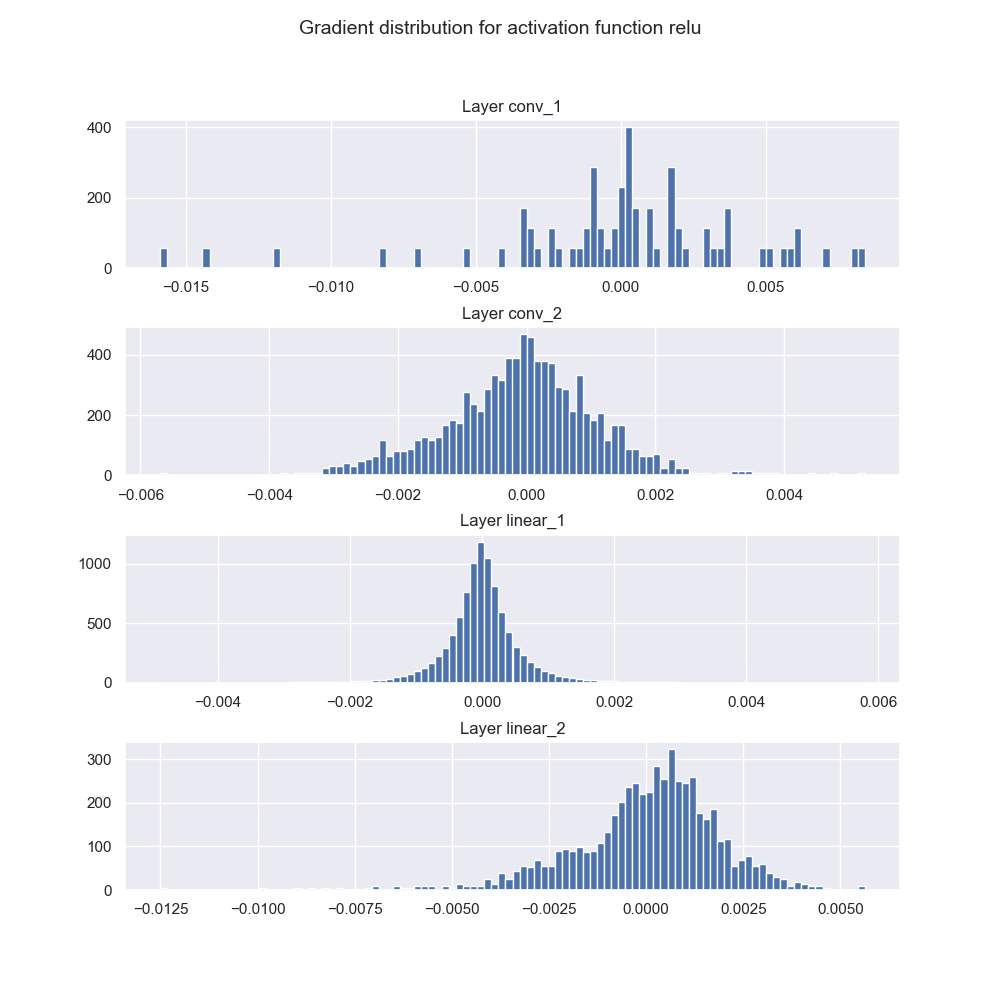 Gradient distribution for activation function relu
Layer conv_1
400
200
0
−0.015 −0.010 −0.005 0.000 0.005
Layer conv_2
400
200
0
−0.006 −0.004 −0.002 0.000 0.002 0.004
Layer linear_1
1000
500
0
−0.004 −0.002 0.000 0.002 0.004 0.006
Layer linear_2
300
200
100
0
−0.0125 −0.0100 −0.0075 −0.0050 −0.0025 0.0000 0.0025 0.0050